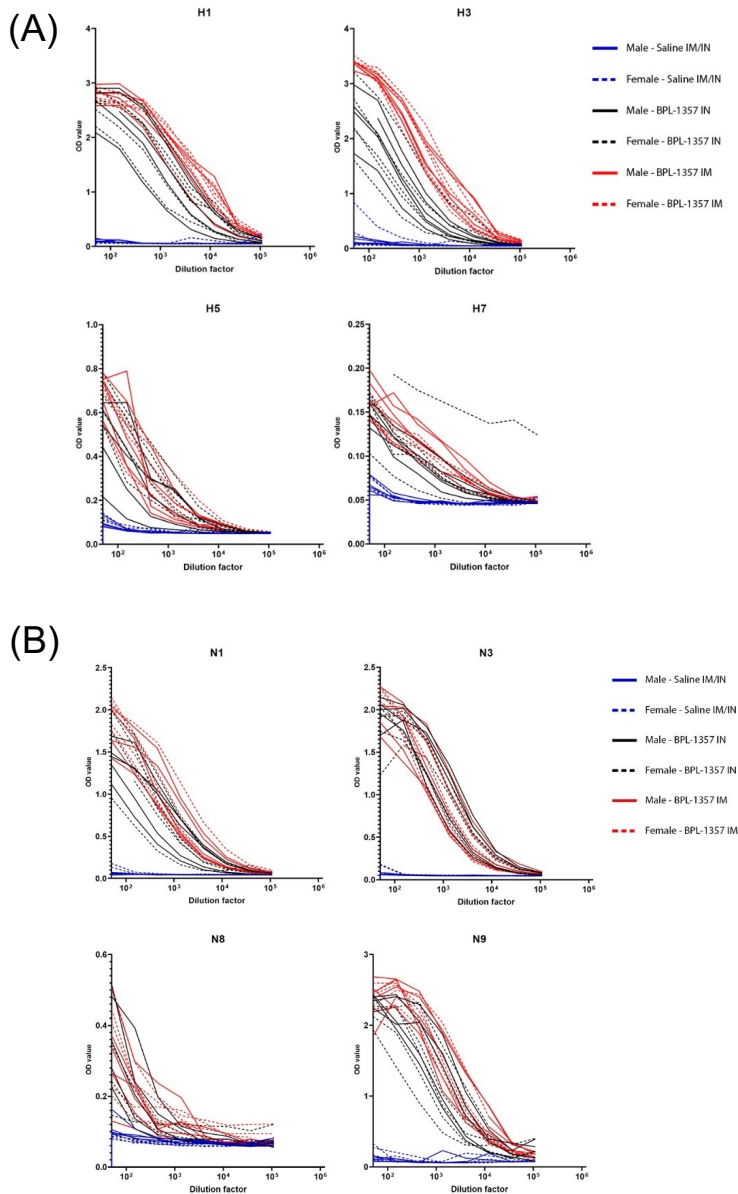 (A)
H1
H3
4
3
2
1
0
OD value
10² 10³ 10⁴ 10⁵ 10⁶
Dilution factor
4
3
2
1
0
OD value
10² 10³ 10⁴ 10⁵ 10⁶
Dilution factor
Male - Saline IM/IN
Female - Saline IM/IN
Male - BPL-1357 IN
Female - BPL-1357 IN
Male - BPL-1357 IM
Female - BPL-1357 IM
H5
H7
1.0
0.8
0.6
0.4
0.2
0.0
OD value
10² 10³ 10⁴ 10⁵ 10⁶
Dilution factor
0.25
0.20
0.15
0.10
0.05
0.00
OD value
10² 10³ 10⁴ 10⁵ 10⁶
Dilution factor
(B)
N1
N3
2.5
2.0
1.5
1.0
0.5
0.0
OD value
10² 10³ 10⁴ 10⁵ 10⁶
Dilution factor
2.5
2.0
1.5
1.0
0.5
0.0
OD value
10² 10³ 10⁴ 10⁵ 10⁶
Dilution factor
Male - Saline IM/IN
Female - Saline IM/IN
Male - BPL-1357 IN
Female - BPL-1357 IN
Male - BPL-1357 IM
Female - BPL-1357 IM
N8
N9
0.6
0.4
0.2
0.0
OD value
10² 10³ 10⁴ 10⁵ 10⁶
Dilution factor
3
2
1
0
OD value
10² 10³ 10⁴ 10⁵ 10⁶
Dilution factor